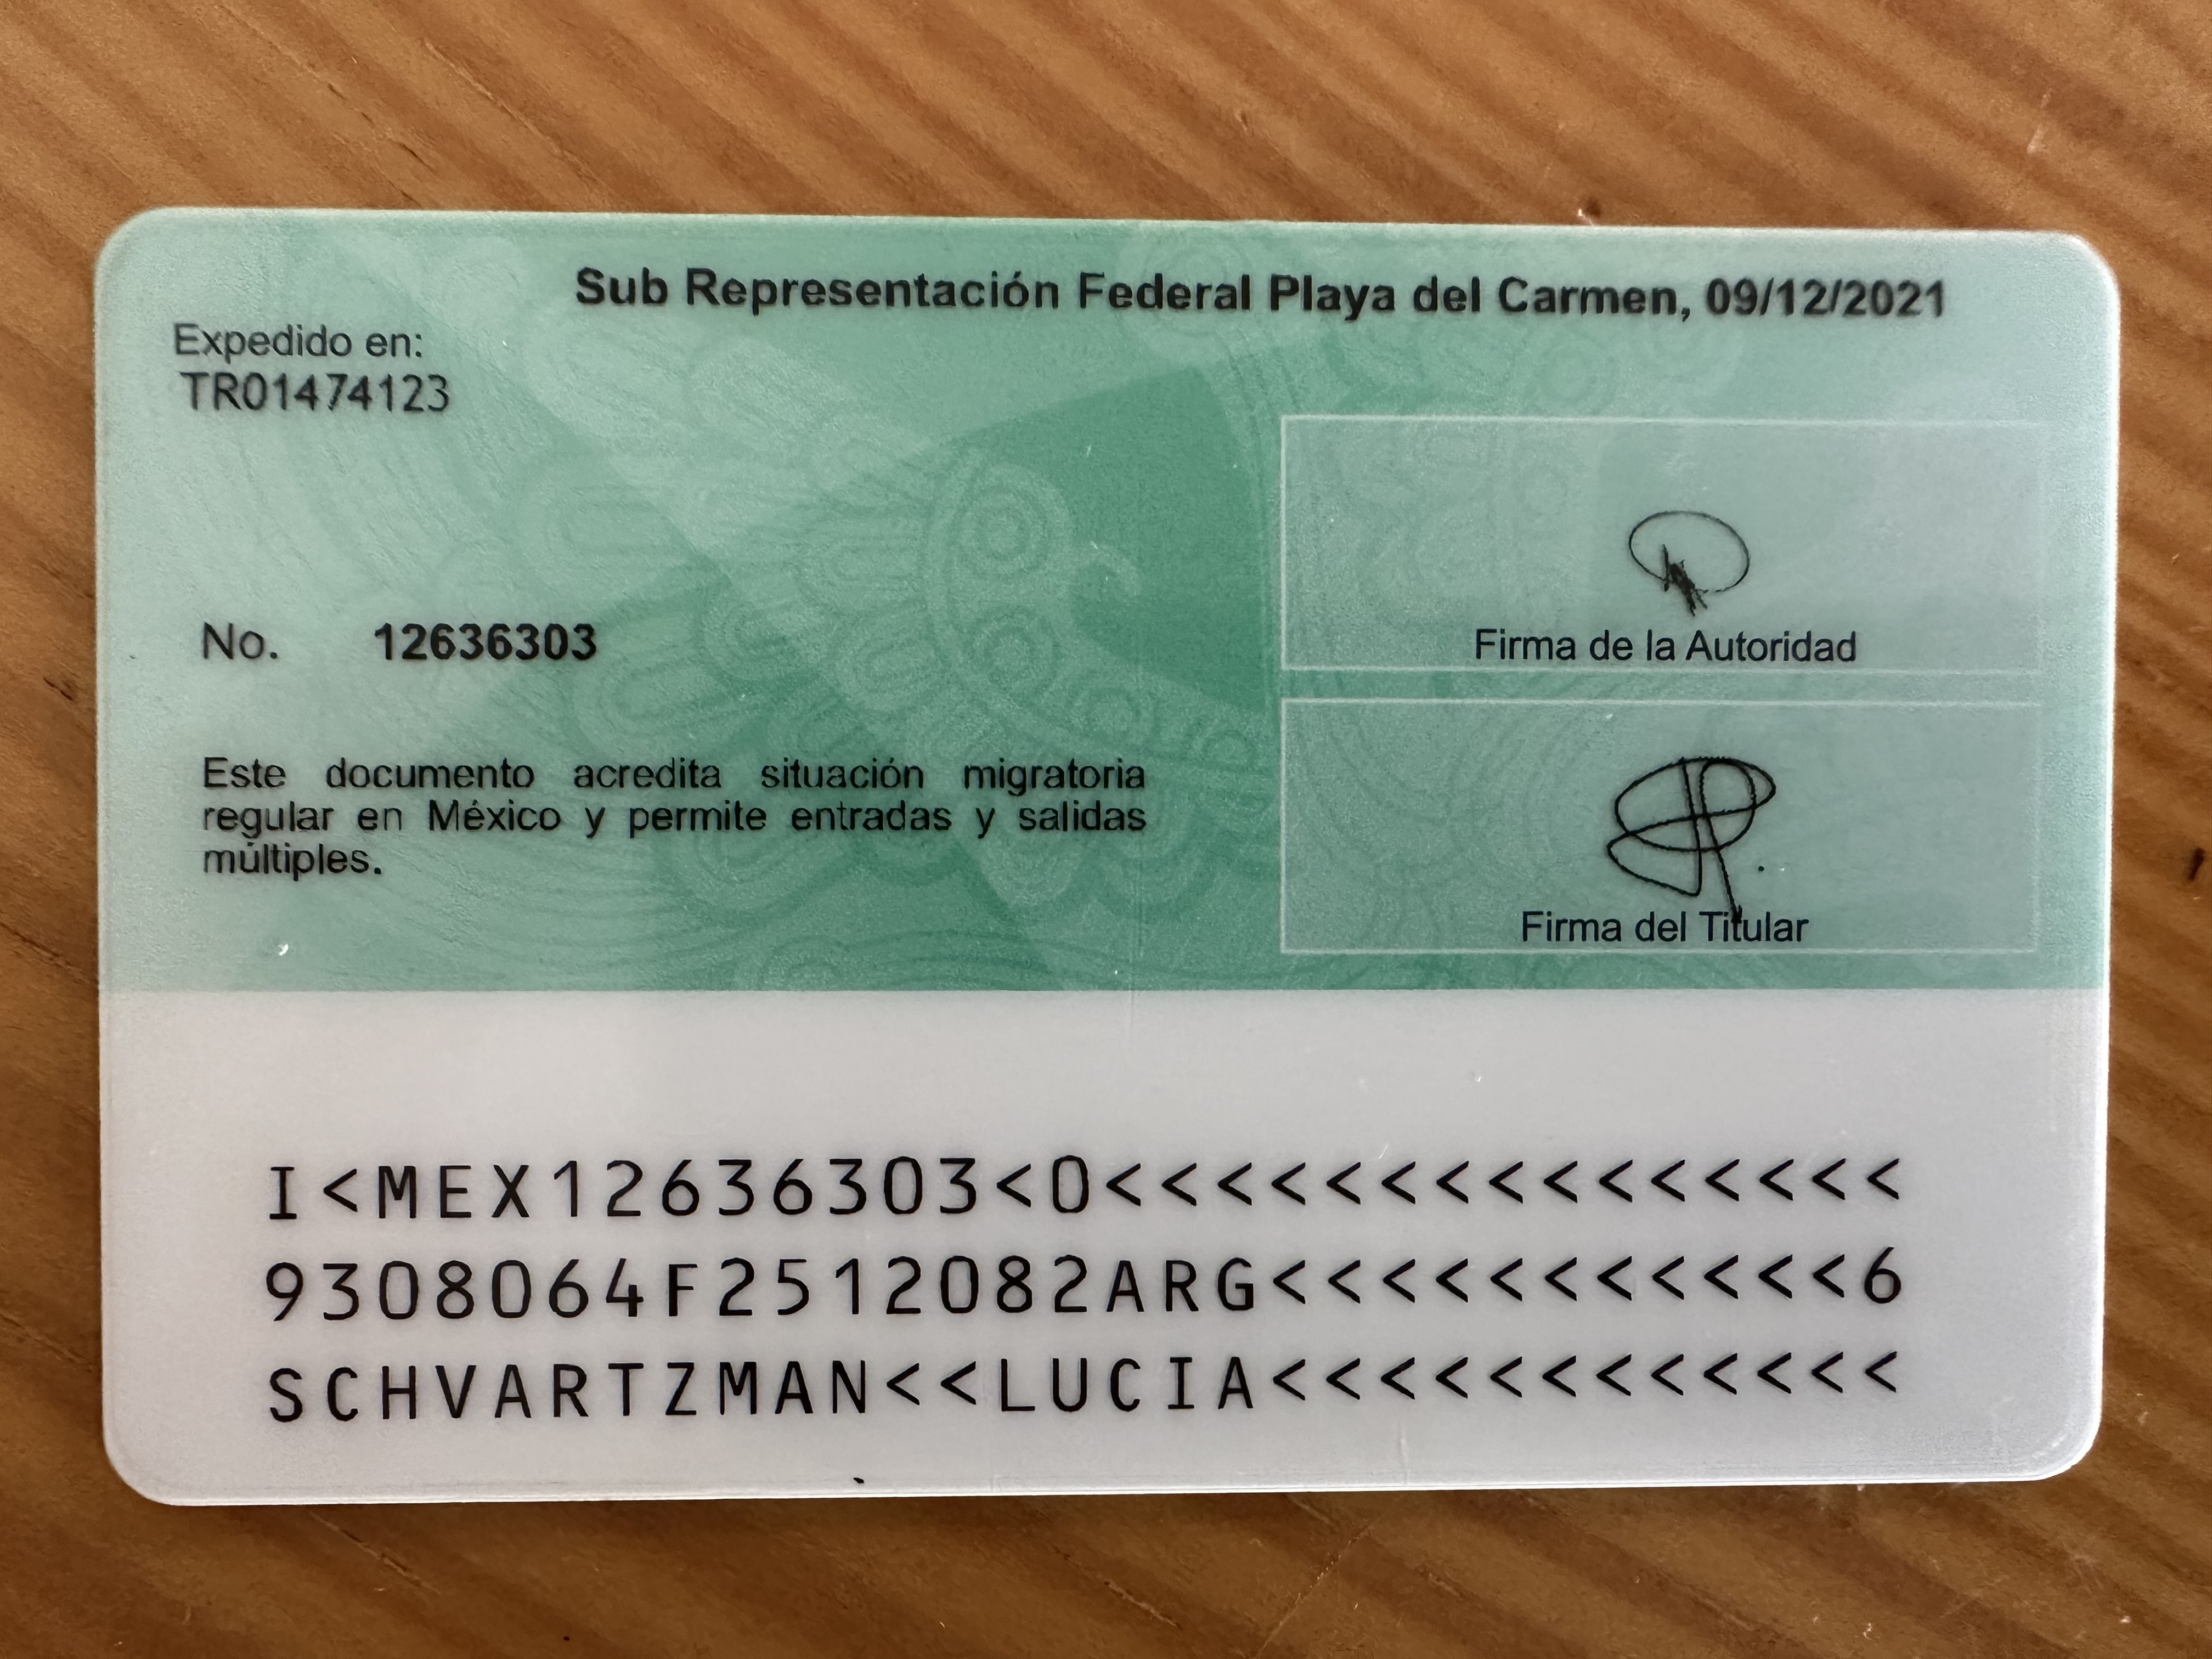 Sub Representación Federal Playa del Carmen, 09/12/2021
Expedido en:
TR01474123
No. 12636303
Este documento acredita situación migratoria
regular en México y permite entradas y salidas
múltiples.
Firma de la Autoridad
Firma del Titular
I<MEX12636303<0<<<<<<<<<<<<<<<
9308064F2512082ARG<<<<<<<<<<<6
SCHVARTZMAN<<LUCIA<<<<<<<<<<<<